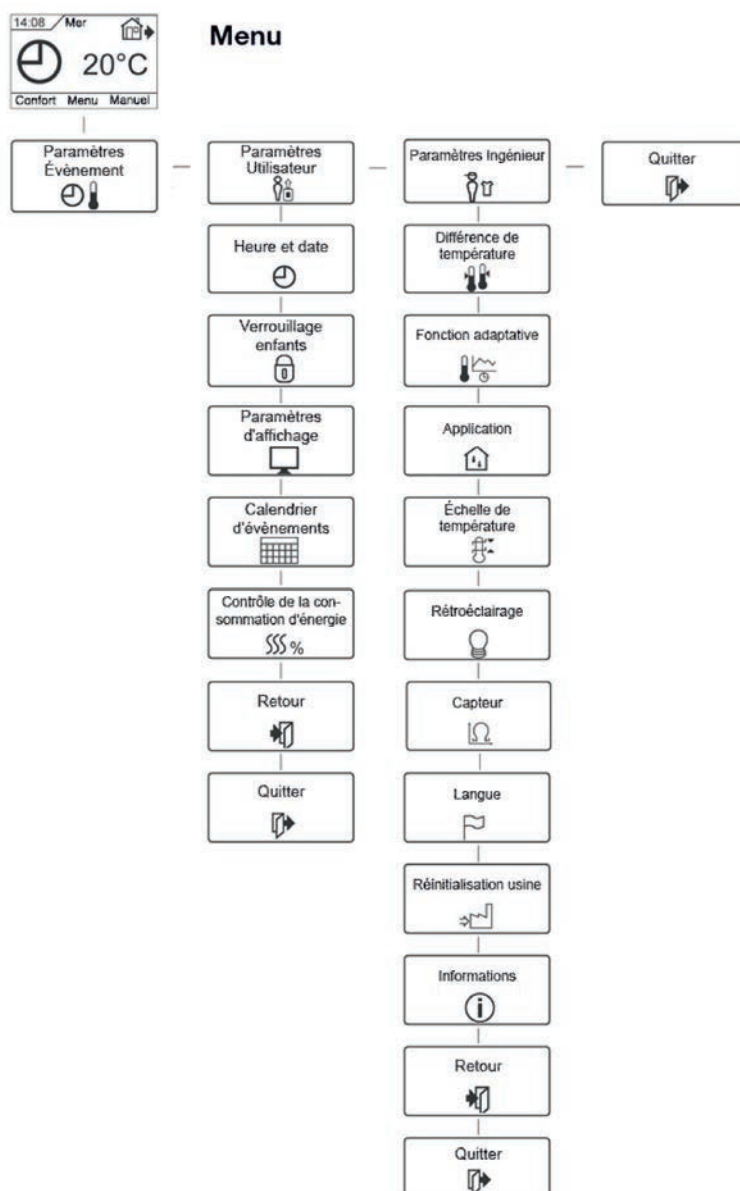 14:08 Mer
20°C
Confort Menu Manuel
Menu
Paramètres
Évènement
Paramètres
Utilisateur
Paramètres Ingénieur
Quitter
Heure et date
Verrouillage
enfants
Paramètres
d'affichage
Calendrier
d'évènements
Contrôle de la con-
sommation d'énergie
%
Retour
Quitter
Différence de
température
Fonction adaptative
Application
Échelle de
température
Rétroéclairage
Capteur
Ω
Langue
Réinitialisation usine
Informations
i
Retour
Quitter